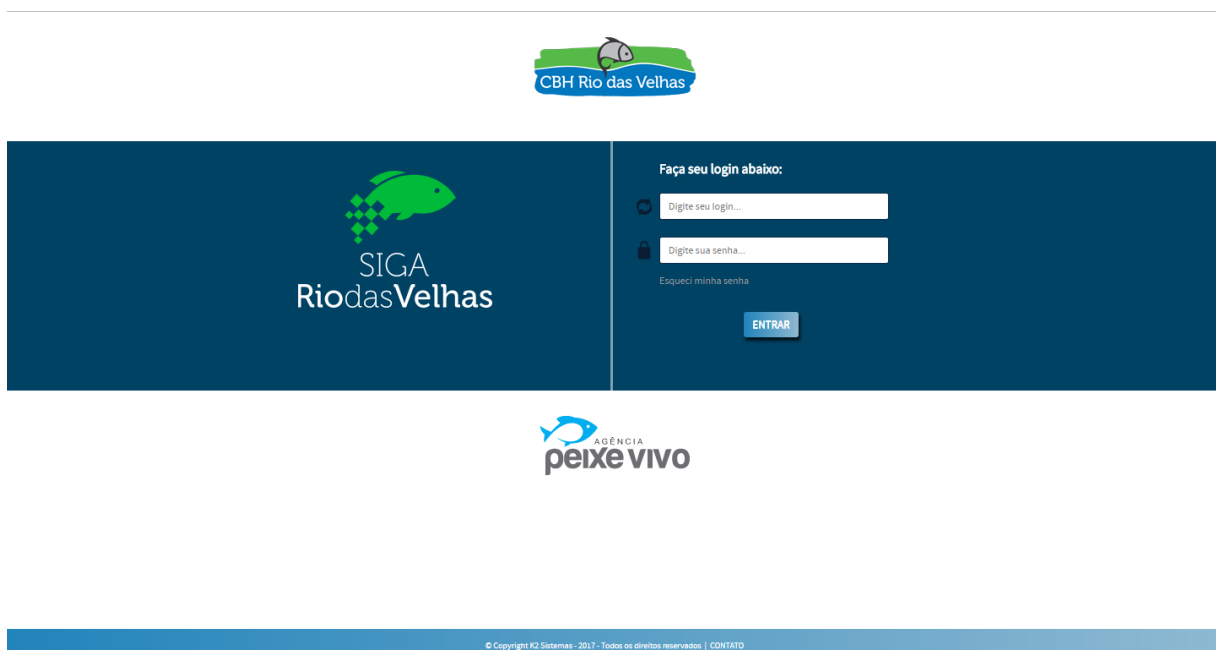 CBH Rio das Velhas
SIGA
RiodasVelhas
Faça seu login abaixo:
Digite seu login...
Digite sua senha...
Esqueci minha senha
ENTRAR
AGÊNCIA
peixe vivo
© Copyright K2 Sistemas - 2017 - Todos os direitos reservados | CONTATO